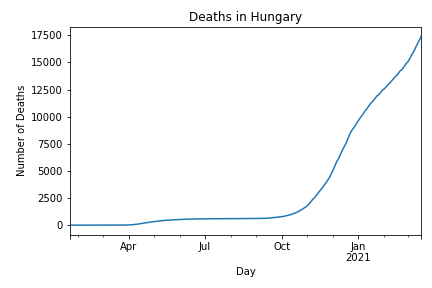 Deaths in Hungary
Number of Deaths
17500
15000
12500
10000
7500
5000
2500
0
Apr
Jul
Oct
Jan
2021
Day